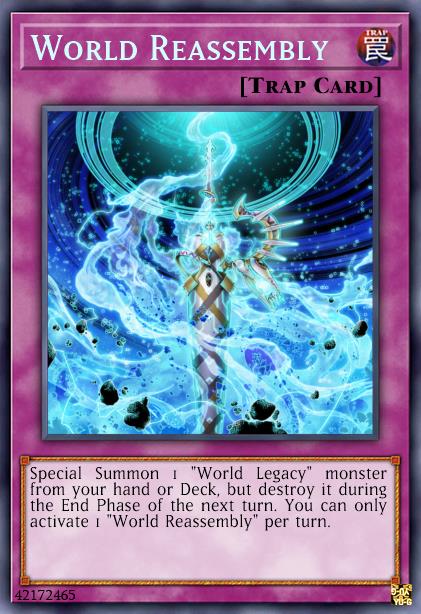 World Reassembly
TRAP
罠
[Trap Card]
Special Summon 1 "World Legacy" monster
from your hand or Deck, but destroy it during
the End Phase of the next turn. You can only
activate 1 "World Reassembly" per turn.
42172465